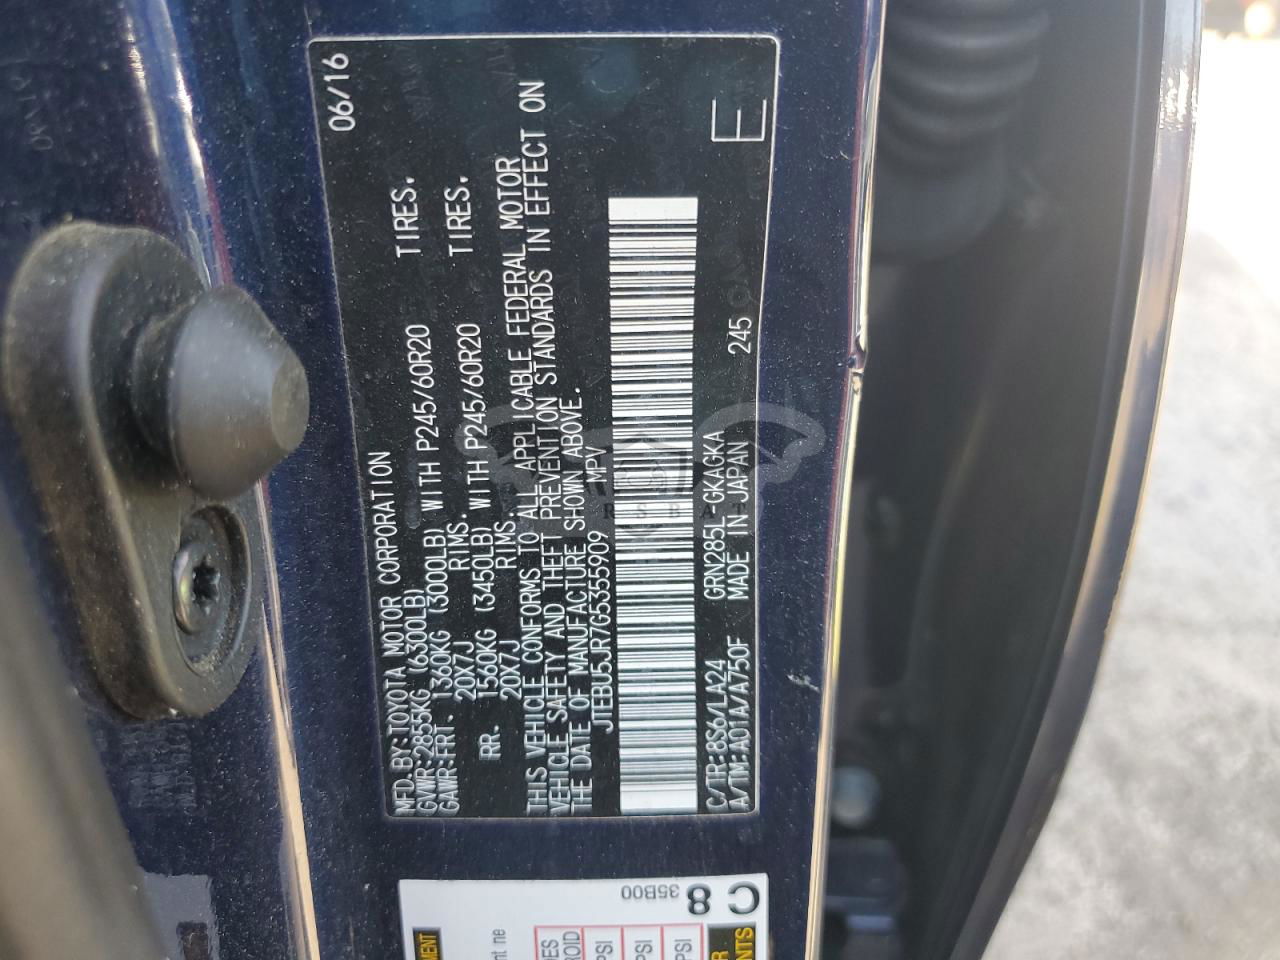 MFD.BY:TOYOTA MOTOR CORPORATION 06/16
GVWR:2855KG (6300LB)
GAWR:FRT. 1360KG (3000LB) WITH P245/60R20 TIRES.
20X7J RIMS.
RR. 1560KG (3450LB) WITH P245/60R20 TIRES.
20X7J RIMS.
THIS VEHICLE CONFORMS TO ALL APPLICABLE FEDERAL MOTOR
VEHICLE SAFETY AND THEFT PREVENTION STANDARDS IN EFFECT ON
THE DATE OF MANUFACTURE SHOWN ABOVE.
JTEBU5JR7G5355909 MPV
E
C/TR:8S6/LA24 GRN285L-GKAGKA 245
A/TM:A01A/A750F MADE IN JAPAN
C 8
35B00
PSI
PSI
PSI